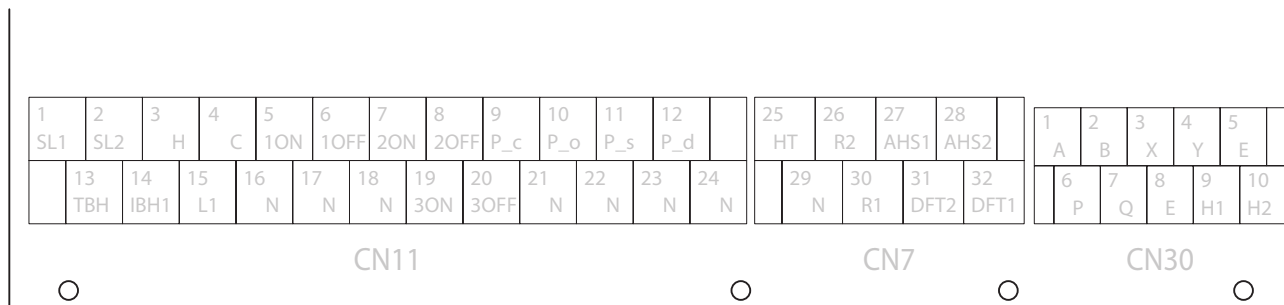 1 2 3 4 5 6 7 8 9 10 11 12
SL1 SL2 H C 1ON 1OFF 2ON 2OFF P_c P_o P_s P_d
13 14 15 16 17 18 19 20 21 22 23 24
TBH IBH1 L1 N N N 3ON 3OFF N N N N
CN11
25 26 27 28
HT R2 AHS1 AHS2
29 30 31 32
N R1 DFT2 DFT1
CN7
1 2 3 4 5
A B X Y E
6 7 8 9 10
P Q E H1 H2
CN30